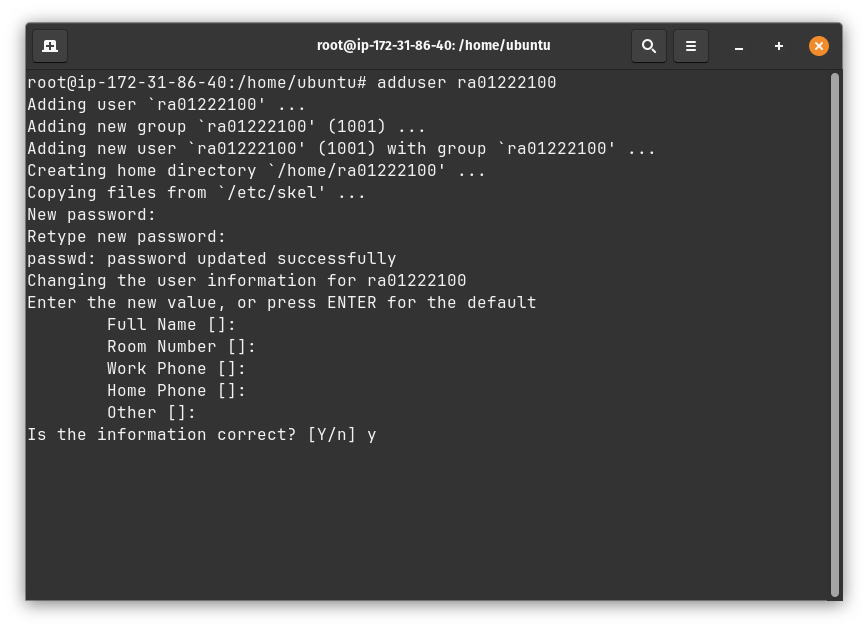 root@ip-172-31-86-40: /home/ubuntu
root@ip-172-31-86-40:/home/ubuntu# adduser ra01222100
Adding user `ra01222100' ...
Adding new group `ra01222100' (1001) ...
Adding new user `ra01222100' (1001) with group `ra01222100' ...
Creating home directory `/home/ra01222100' ...
Copying files from `/etc/skel' ...
New password:
Retype new password:
passwd: password updated successfully
Changing the user information for ra01222100
Enter the new value, or press ENTER for the default
        Full Name []:
        Room Number []:
        Work Phone []:
        Home Phone []:
        Other []:
Is the information correct? [Y/n] y